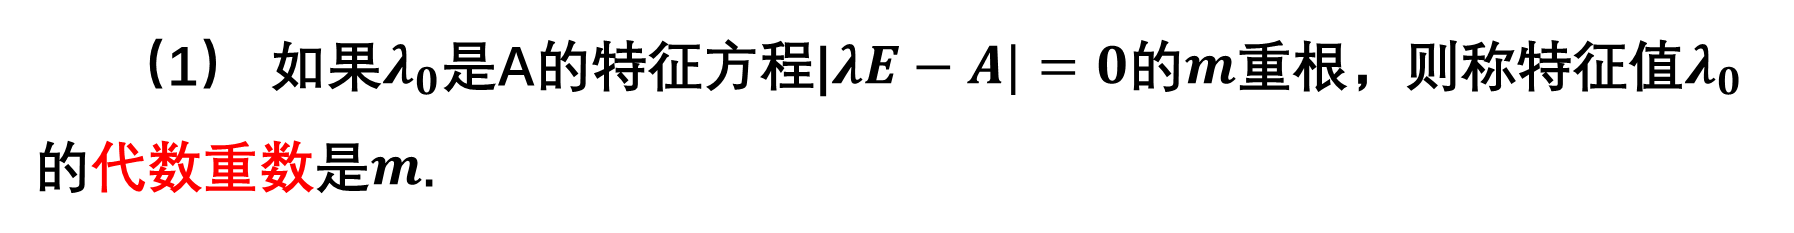 (1) 如果λ₀是A的特征方程|λE − A| = 0的m重根，则称特征值λ₀
的代数重数是m.